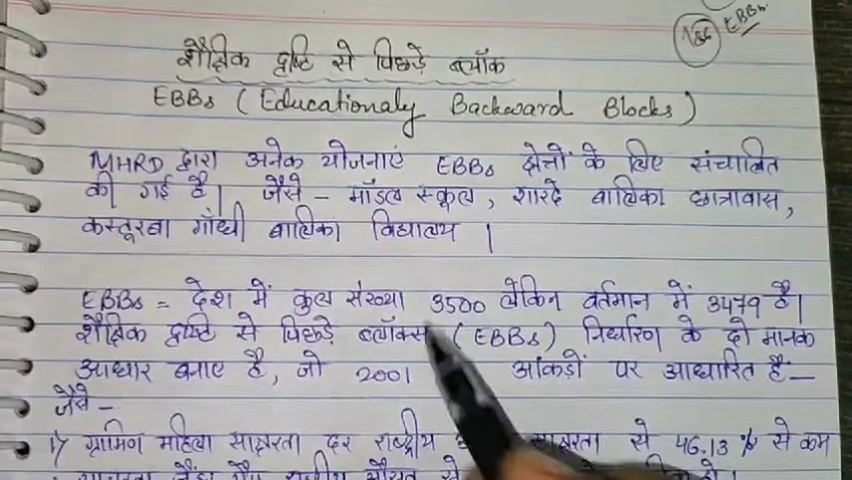 EBBs
शैक्षिक दृष्टि से पिछड़े ब्लॉक
EBBs (Educationaly Backward Blocks)
MHRD द्वारा अनेक योजनाएं EBBs क्षेत्रों के लिए संचालित
की गई है। जैसे - मॉडल स्कूल, शारदे बालिका छात्रावास,
कस्तूरबा गाँधी बालिका विद्यालय।
EBBs = देश में कुल संख्या 3500 लेकिन वर्तमान में 3479 है।
शैक्षिक दृष्टि से पिछड़े ब्लॉक्स (EBBs) निर्धारण के दो मानक
आधार बनाए है, जो 2001 आंकड़ों पर आधारित हैं—
जैसे -
1) ग्रामिण महिला साक्षरता दर राष्ट्रीय साक्षरता से 46.13 % से कम
राष्ट्रीय औसत से